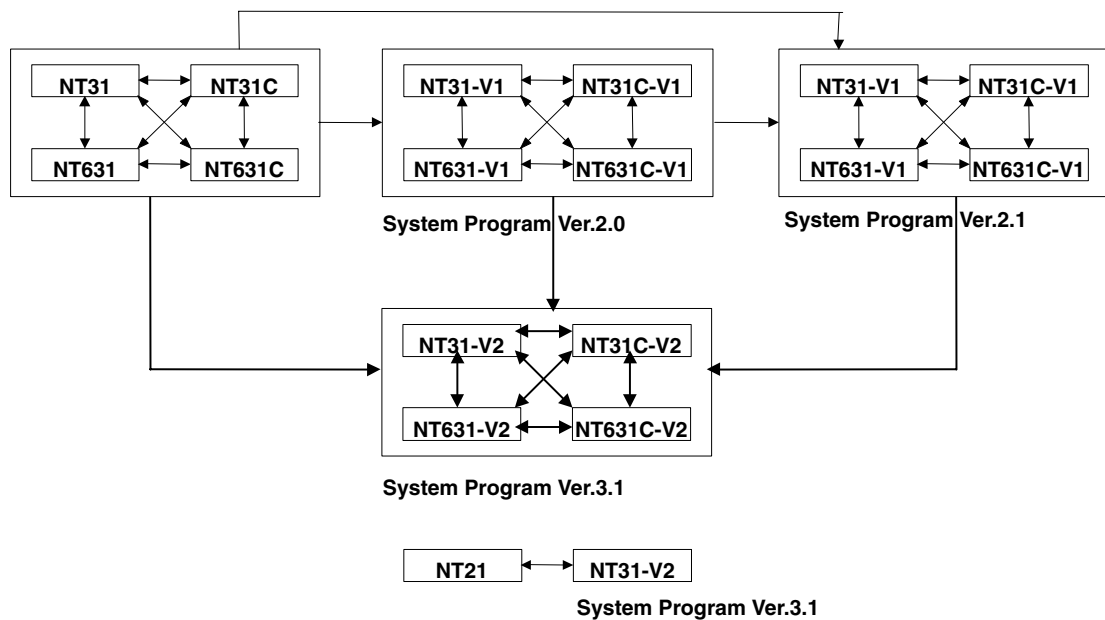 NT31 NT31C NT31-V1 NT31C-V1 NT31-V1 NT31C-V1
NT631 NT631C NT631-V1 NT631C-V1 NT631-V1 NT631C-V1
System Program Ver.2.0 System Program Ver.2.1
NT31-V2 NT31C-V2
NT631-V2 NT631C-V2
System Program Ver.3.1
NT21 NT31-V2
System Program Ver.3.1